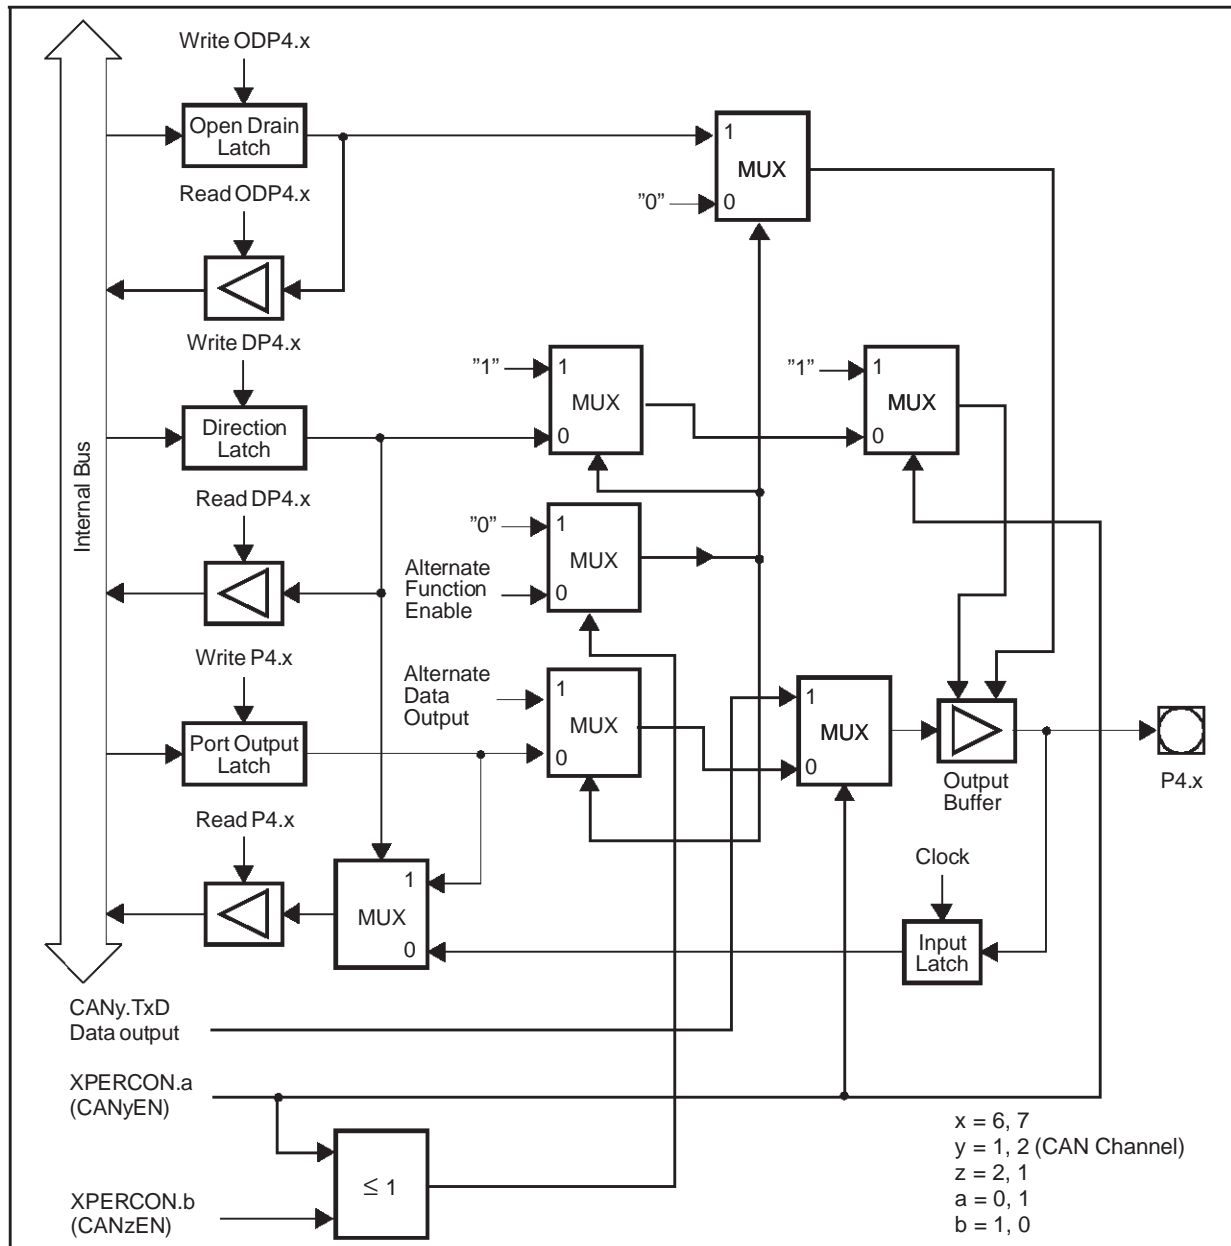 Write ODP4.x
Open Drain
Latch
Read ODP4.x
1
MUX
"0"
0
Write DP4.x
Direction
Latch
"1"
1
MUX
0
"1"
1
MUX
0
Read DP4.x
"0"
1
MUX
0
Alternate
Function
Enable
Internal Bus
Write P4.x
Port Output
Latch
Alternate
Data
Output
1
MUX
0
1
MUX
0
Output
Buffer
P4.x
Read P4.x
1
MUX
0
Clock
Input
Latch
CANy.TxD
Data output
XPERCON.a
(CANyEN)
XPERCON.b
(CANzEN)
≤ 1
x = 6, 7
y = 1, 2 (CAN Channel)
z = 2, 1
a = 0, 1
b = 1, 0